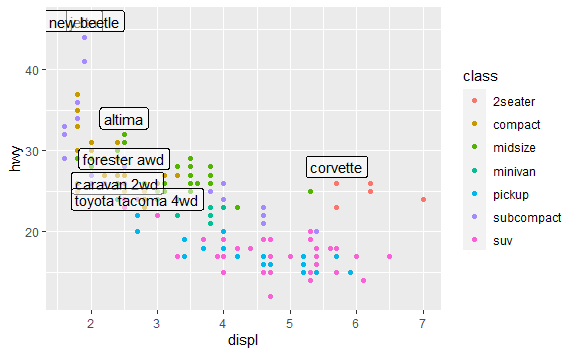 new beetle
jetta
altima
forester awd
caravan 2wd
toyota tacoma 4wd
corvette
hwy
40
30
20
2
3
4
5
6
7
displ
class
2seater
compact
midsize
minivan
pickup
subcompact
suv